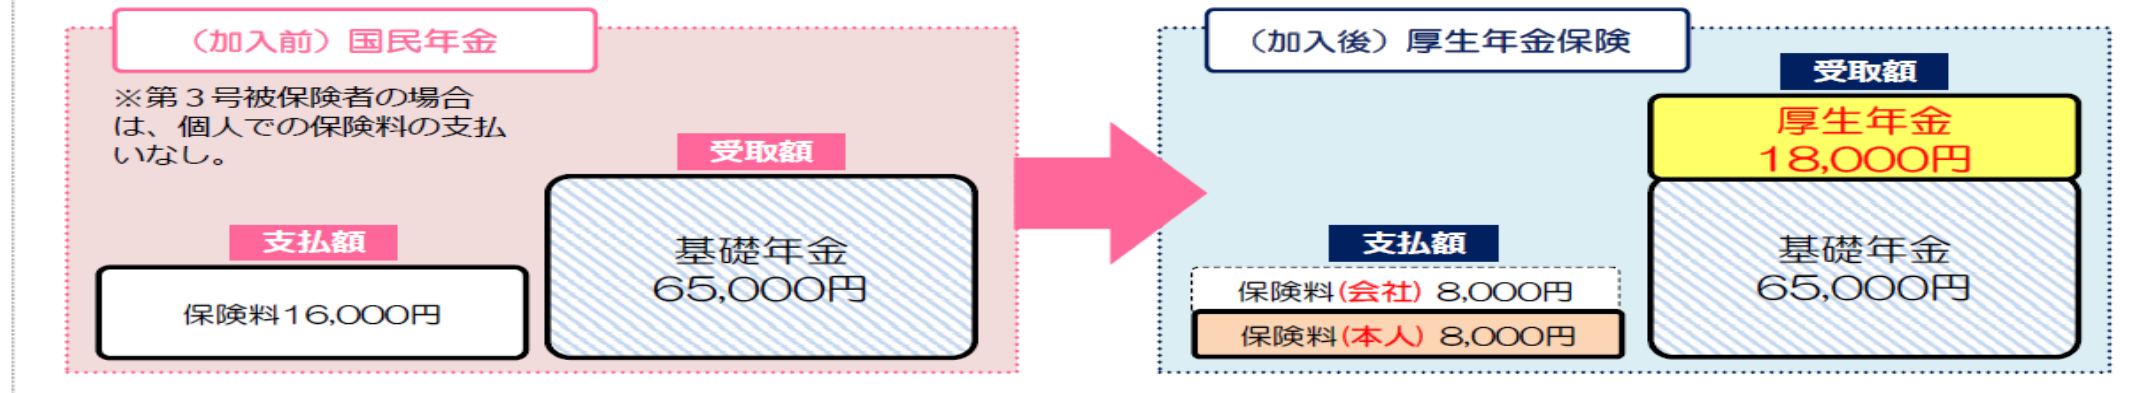 （加入前）国民年金
※第３号被保険者の場合
は、個人での保険料の支払
いなし。
受取額
支払額
基礎年金
65,000円
保険料16,000円
（加入後）厚生年金保険
受取額
厚生年金
18,000円
支払額
基礎年金
65,000円
保険料(会社) 8,000円
保険料(本人) 8,000円